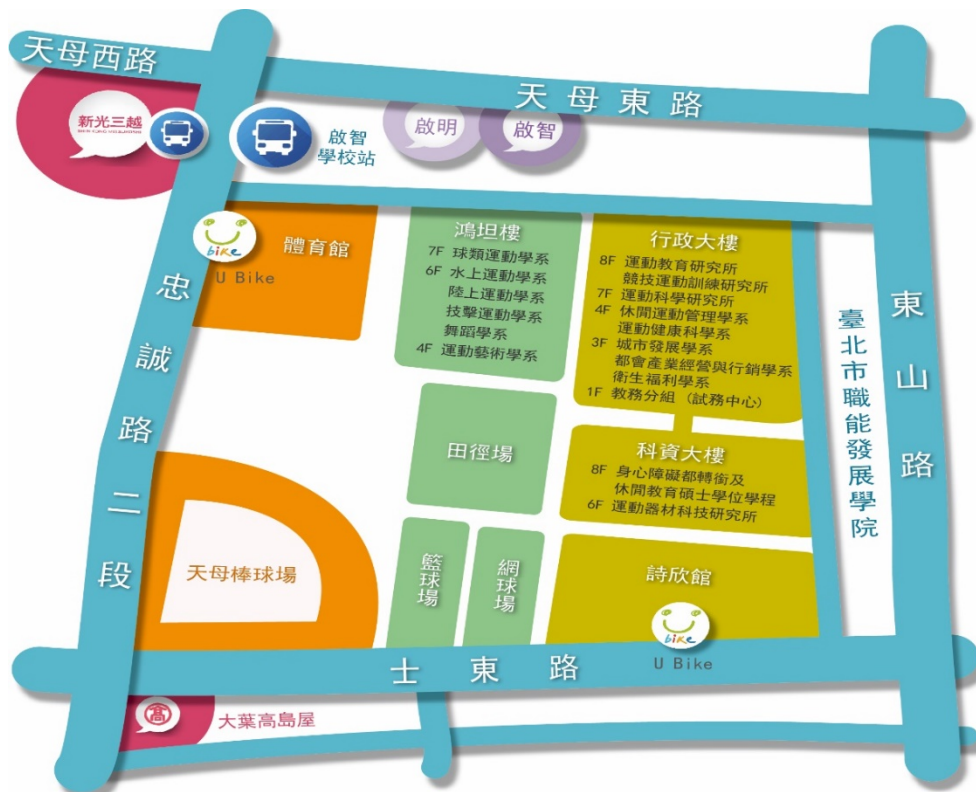 天母西路
天母東路
新光三越
啟智
學校站
啟明
啟智
bike
U Bike
體育館
鴻坦樓
7F 球類運動學系
6F 水上運動學系
陸上運動學系
技擊運動學系
舞蹈學系
4F 運動藝術學系
行政大樓
8F 運動教育研究所
競技運動訓練研究所
7F 運動科學研究所
4F 休閒運動管理學系
運動健康科學系
3F 城市發展學系
都會產業經營與行銷學系
衛生福利學系
1F 教務分組（試務中心）
忠誠路二段
臺北市職能發展學院
東山路
田徑場
科資大樓
8F 身心障礙都轉銜及
休閒教育碩士學位學程
6F 運動器材科技研究所
天母棒球場
籃球場
網球場
詩欣館
bike
U Bike
士東路
高
大葉高島屋